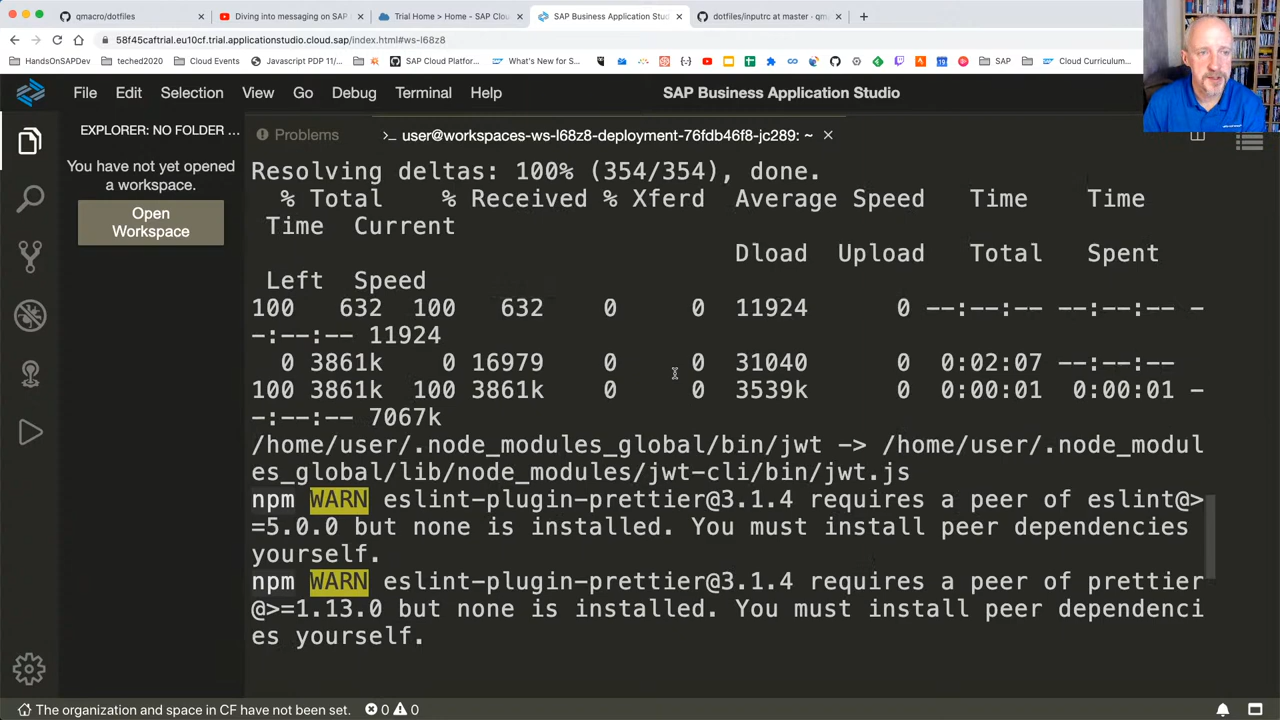 qmacro/dotfiles
Diving into messaging on SAP
Trial Home > Home - SAP Cloud
SAP Business Application Stud
dotfiles/inputrc at master · qma
58f45caftrial.eu10cf.trial.applicationstudio.cloud.sap/index.html#ws-l68z8
HandsOnSAPDev
teched2020
Cloud Events
Javascript PDP 11/...
SAP Cloud Platfor...
What's New for S...
SAP
Cloud Curriculum...
File Edit Selection View Go Debug Terminal Help
SAP Business Application Studio
EXPLORER: NO FOLDER ...
You have not yet opened
a workspace.
Open
Workspace
Problems
>_ user@workspaces-ws-l68z8-deployment-76fdb46f8-jc289: ~
Resolving deltas: 100% (354/354), done.
% Total % Received % Xferd Average Speed Time Time
Time Current
Dload Upload Total Spent
Left Speed
100 632 100 632 0 0 11924 0 --:--:-- --:--:-- -
-:--:-- 11924
0 3861k 0 16979 0 0 31040 0 0:02:07 --:--:--
100 3861k 100 3861k 0 0 3539k 0 0:00:01 0:00:01 -
-:--:-- 7067k
/home/user/.node_modules_global/bin/jwt -> /home/user/.node_modul
es_global/lib/node_modules/jwt-cli/bin/jwt.js
npm WARN eslint-plugin-prettier@3.1.4 requires a peer of eslint@>
=5.0.0 but none is installed. You must install peer dependencies
yourself.
npm WARN eslint-plugin-prettier@3.1.4 requires a peer of prettier
@>=1.13.0 but none is installed. You must install peer dependenci
es yourself.
The organization and space in CF have not been set.
0 0